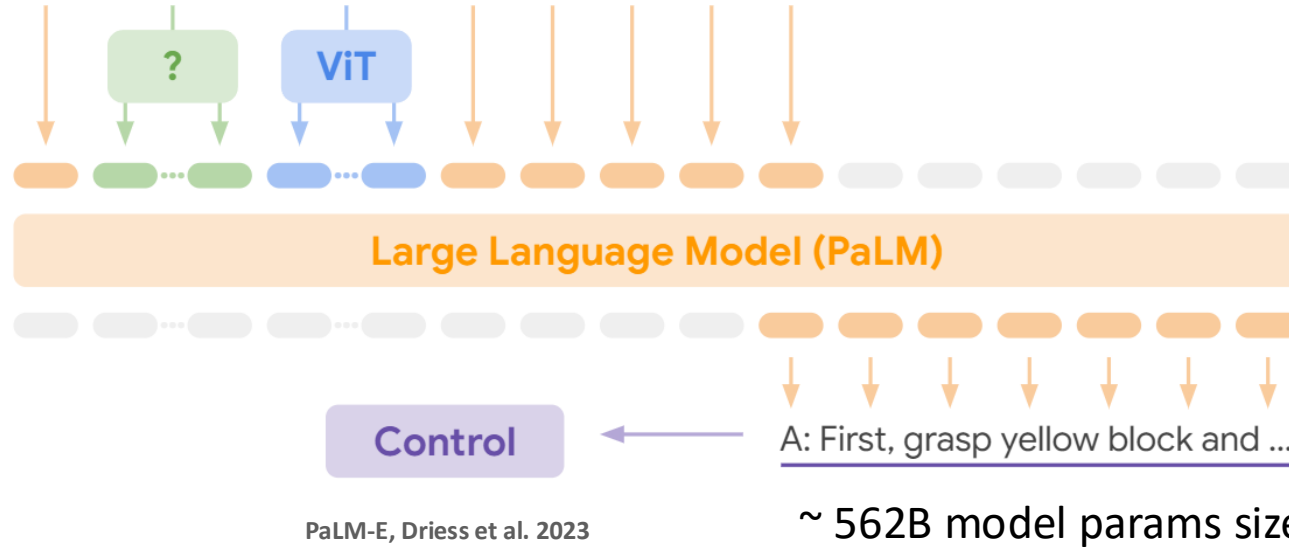 ? ViT
Large Language Model (PaLM)
Control
A: First, grasp yellow block and ...
PaLM-E, Driess et al. 2023
~ 562B model params size